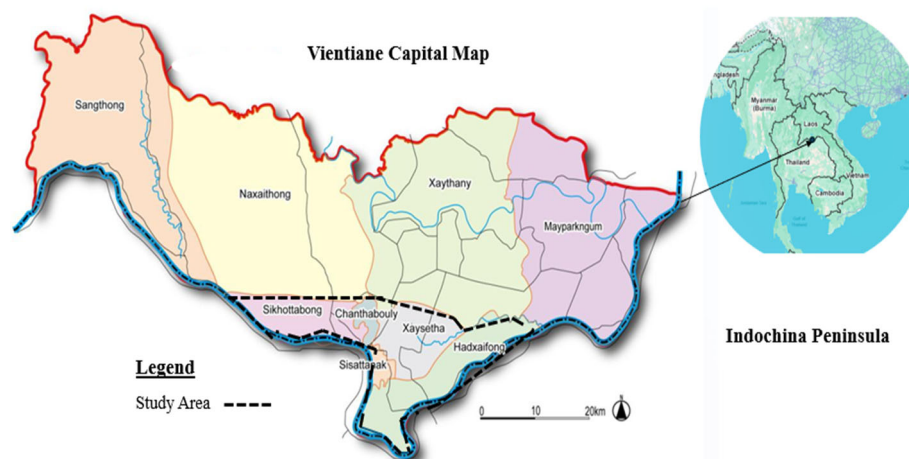 Vientiane Capital Map
Sangthong
Naxaithong
Xaythany
Mayparkngum
Sikhottabong
Chanthabouly
Xaysetha
Hadxaifong
Sisattanak
Legend
Study Area
0 10 20km
N
Myanmar
(Burma)
Laos
Thailand
Vietnam
Cambodia
Indochina Peninsula